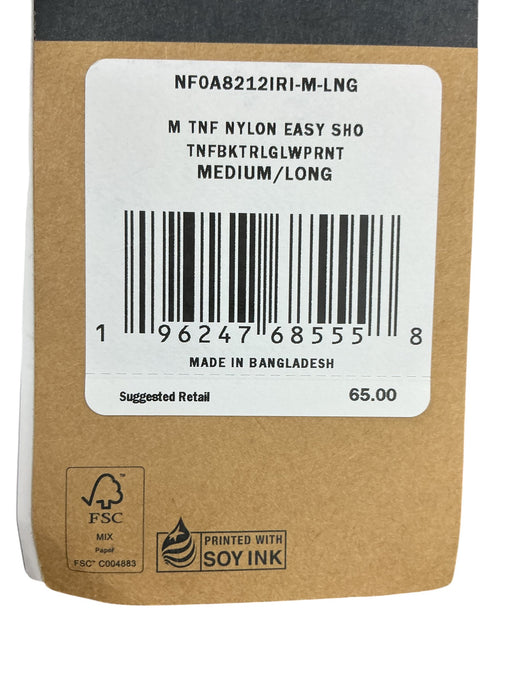 NF0A8212IRI-M-LNG
M TNF NYLON EASY SHO
TNFBKTRLGLWPRNT
MEDIUM/LONG
1 96247 68555 8
MADE IN BANGLADESH
Suggested Retail 65.00
FSC
MIX
Paper
FSC™ C004883
PRINTED WITH
SOY INK